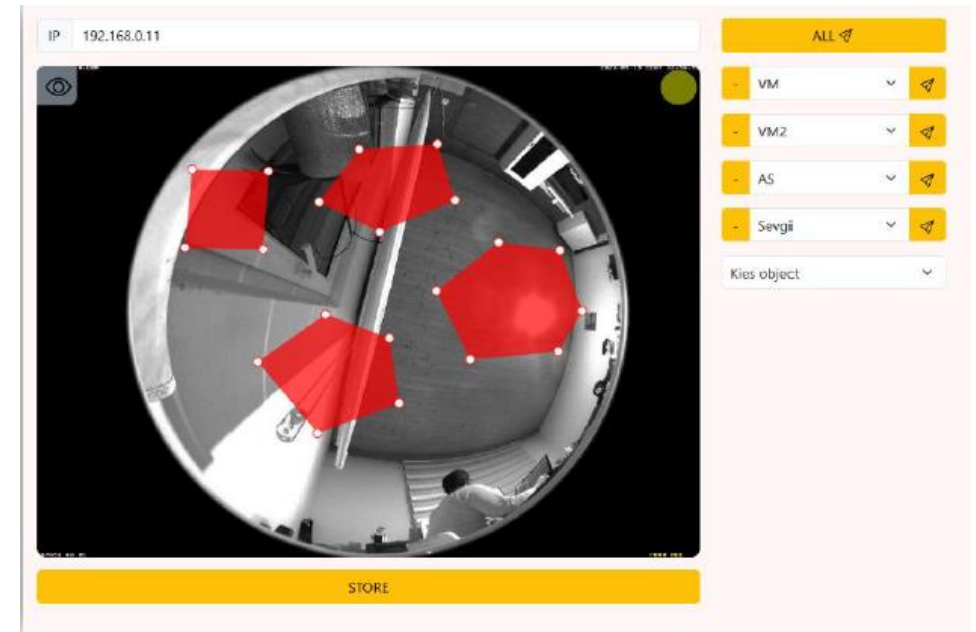 IP 192.168.0.11
ALL
- VM
- VM2
- AS
- Sevgii
Kies object
STORE